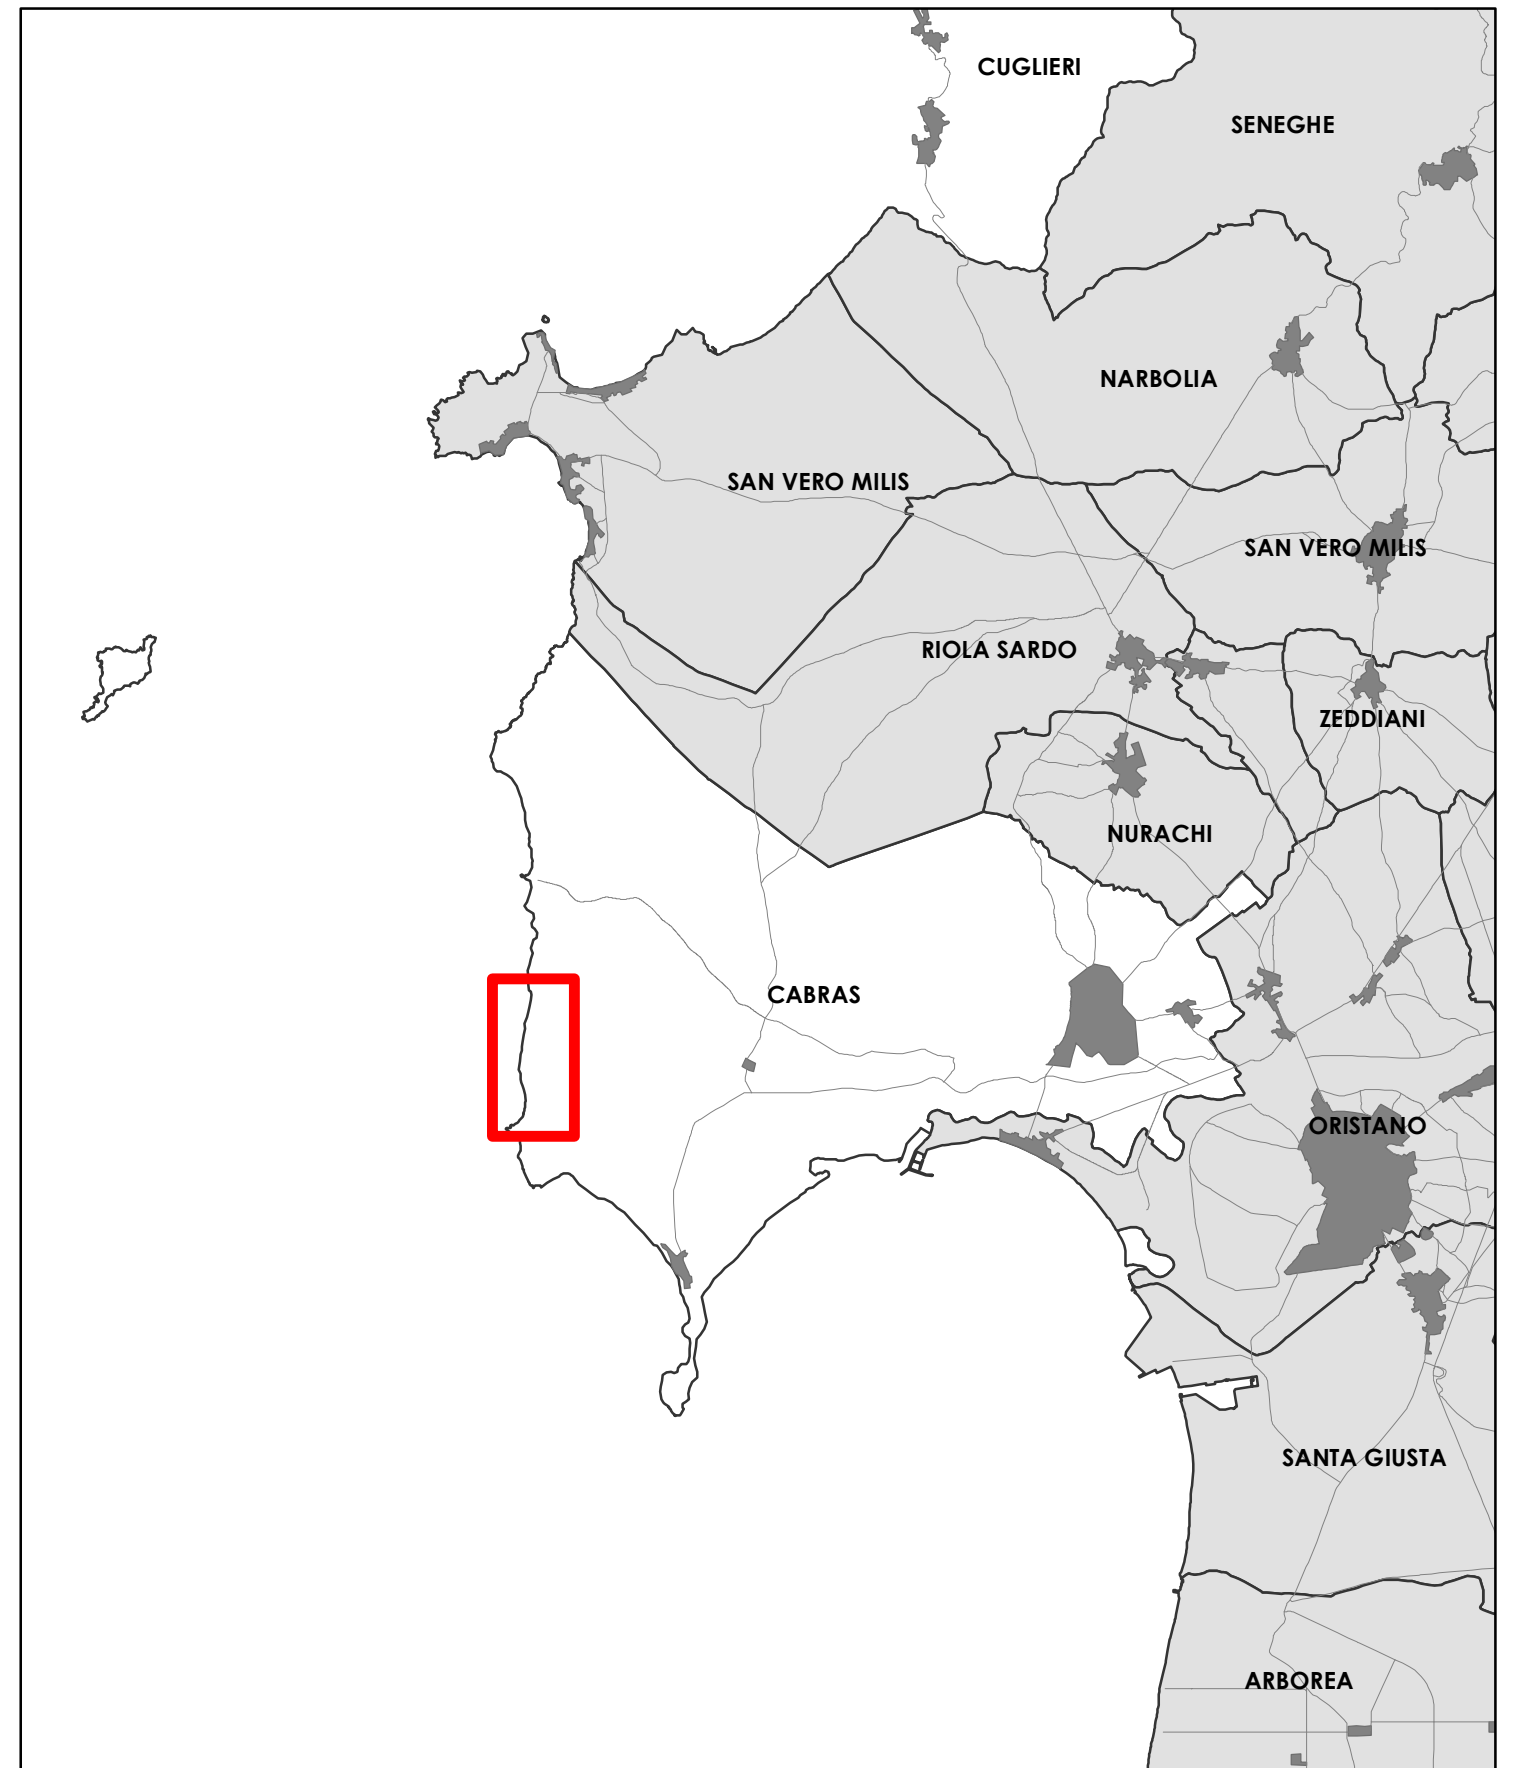 CUGLIERI
SENEGHE
NARBOLIA
SAN VERO MILIS
SAN VERO MILIS
RIOLA SARDO
ZEDDIANI
NURACHI
CABRAS
ORISTANO
SANTA GIUSTA
ARBOREA